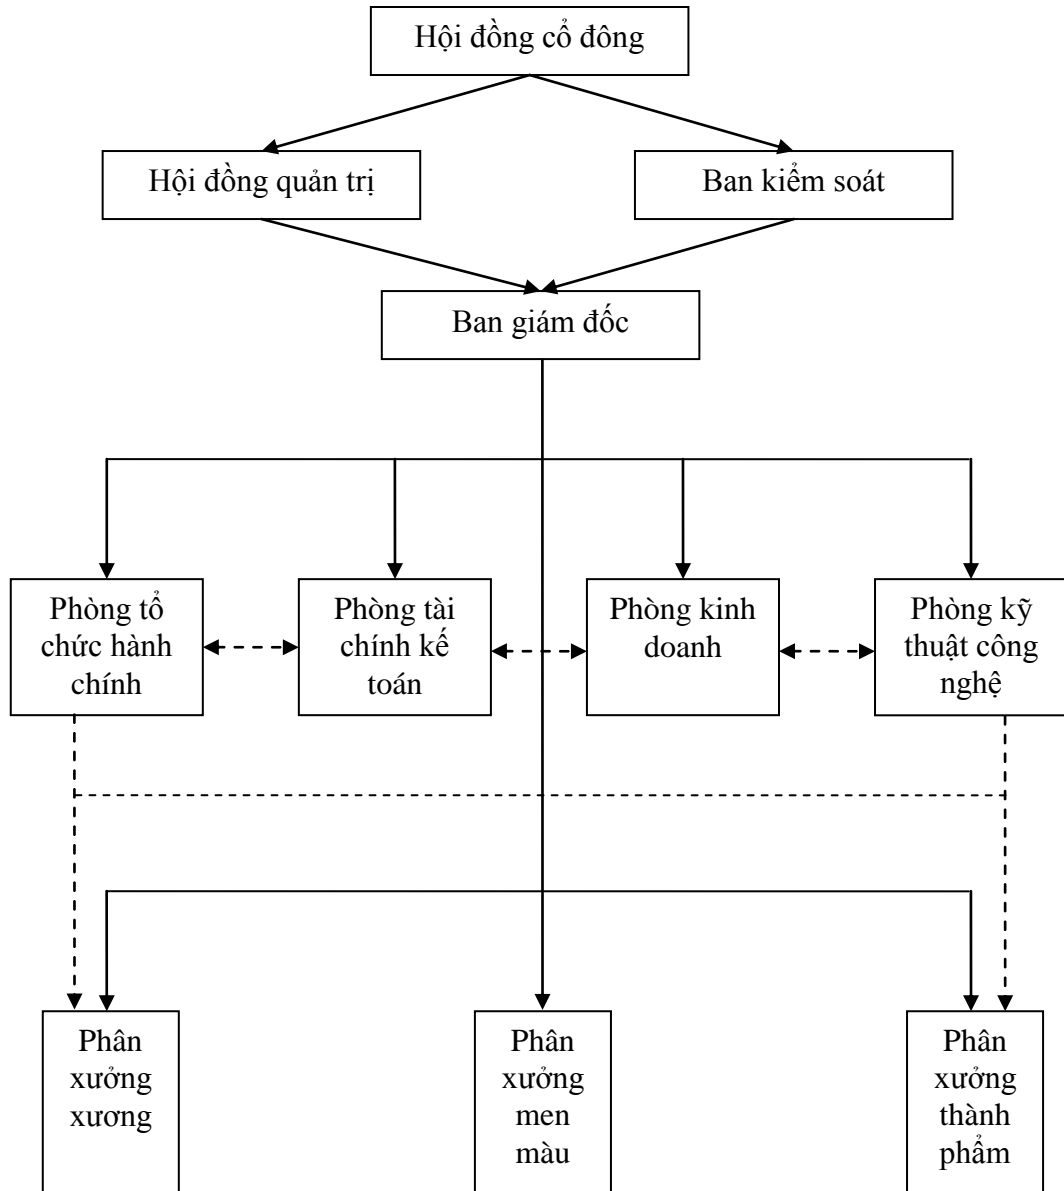 Hội đồng cổ đông
Hội đồng quản trị
Ban kiểm soát
Ban giám đốc
Phòng tổ
chức hành
chính
Phòng tài
chính kế
toán
Phòng kinh
doanh
Phòng kỹ
thuật công
nghệ
Phân
xưởng
xương
Phân
xưởng
men
màu
Phân
xưởng
thành
phẩm